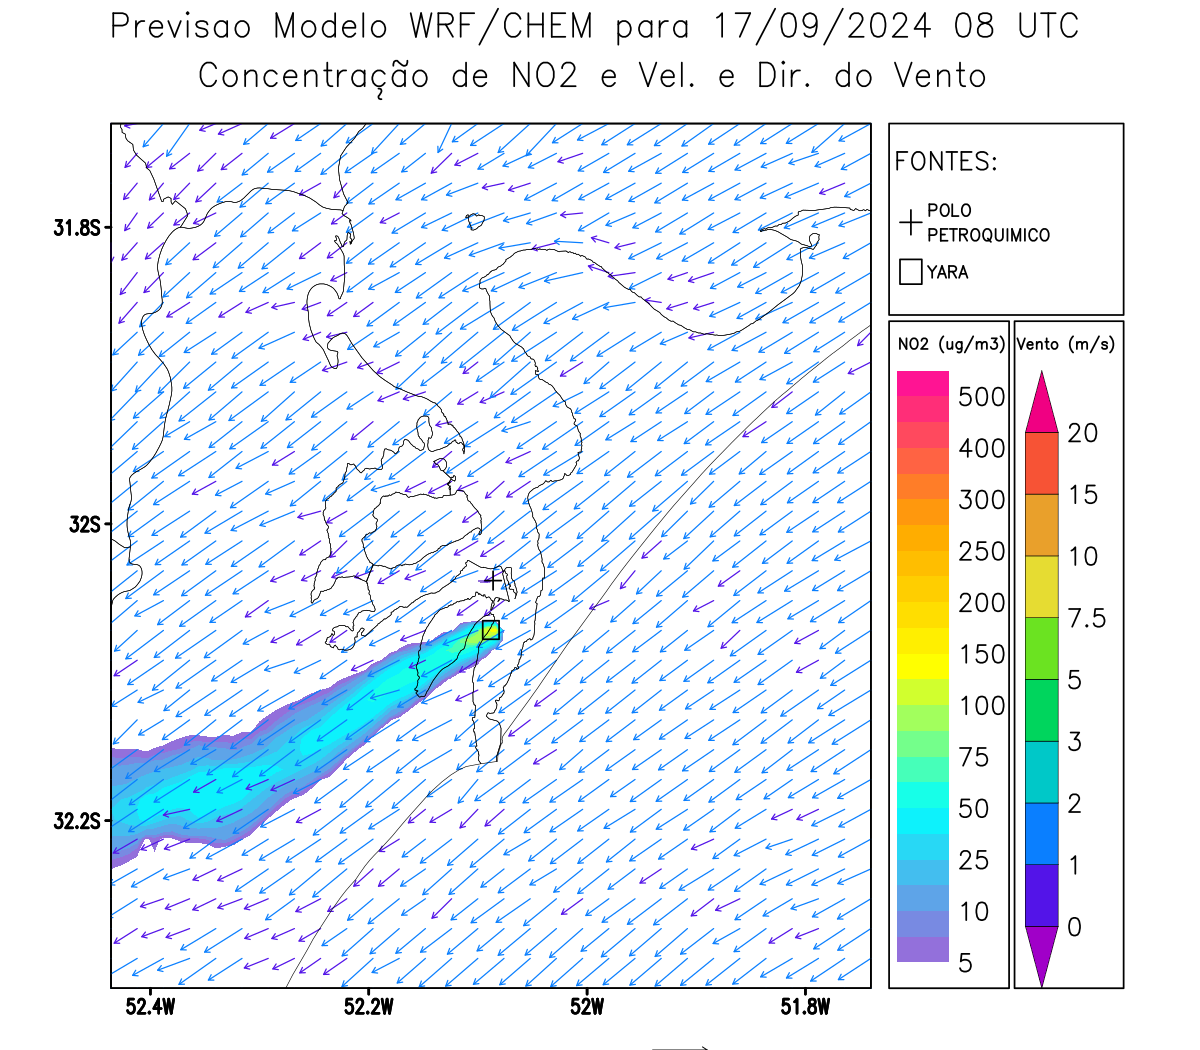 Previsao Modelo WRF/CHEM para 17/09/2024 08 UTC
Concentração de NO2 e Vel. e Dir. do Vento
FONTES:
POLO
PETROQUIMICO
YARA
31.8S
32S
32.2S
52.4W
52.2W
52W
51.8W
NO2 (ug/m3)
500
400
300
250
200
150
100
75
50
25
10
5
Vento (m/s)
20
15
10
7.5
5
3
2
1
0